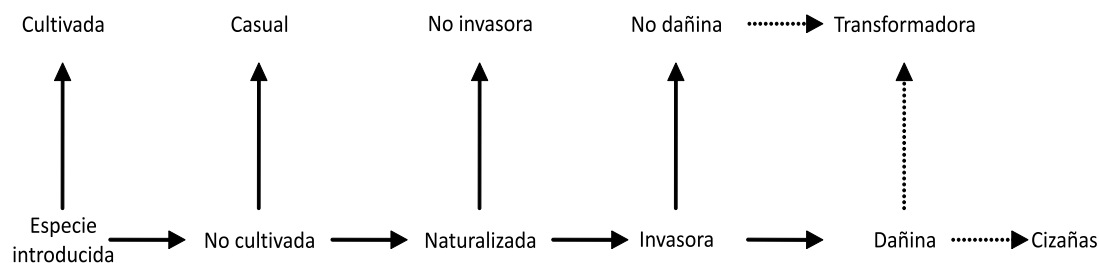 Cultivada
Casual
No invasora
No dañina
Transformadora
Especie
introducida
No cultivada
Naturalizada
Invasora
Dañina
Cizañas